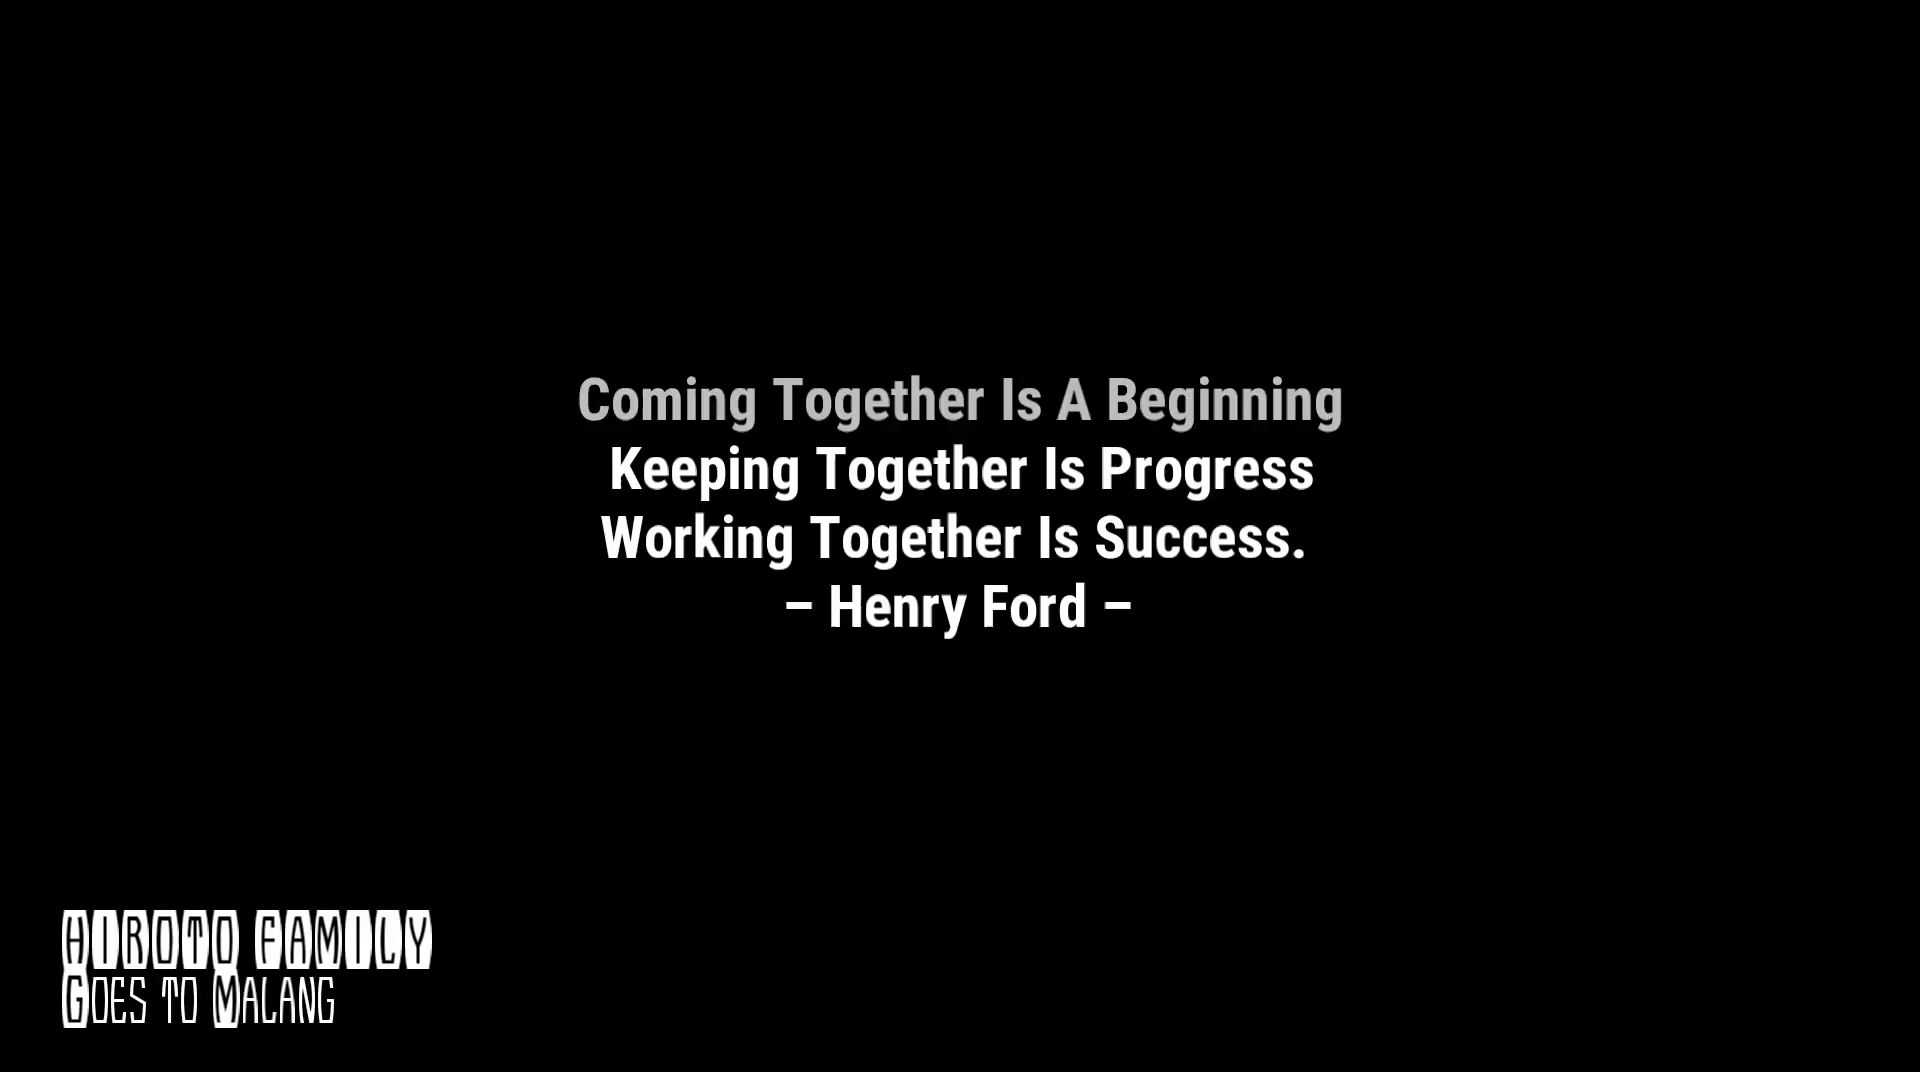 Coming Together Is A Beginning
Keeping Together Is Progress
Working Together Is Success.
– Henry Ford –
HIROTO FAMILY
GOES TO MALANG